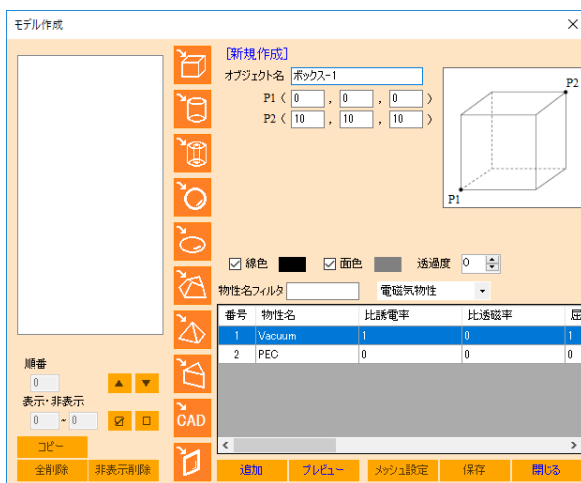 モデル作成
[新規作成]
オブジェクト名 ボックス-1
P1 ( 0 , 0 , 0 )
P2 ( 10 , 10 , 10 )
P2
P1
線色 面色 透過度 0
物性名フィルタ 電磁気物性
番号 物性名 比誘電率 比透磁率 屈
1 Vacuum 1 0 1
2 PEC 0 0 0
CAD
順番
0 ▲ ▼
表示・非表示
0 ~ 0
コピー
全削除 非表示削除
追加 プレビュー メッシュ設定 保存 閉じる